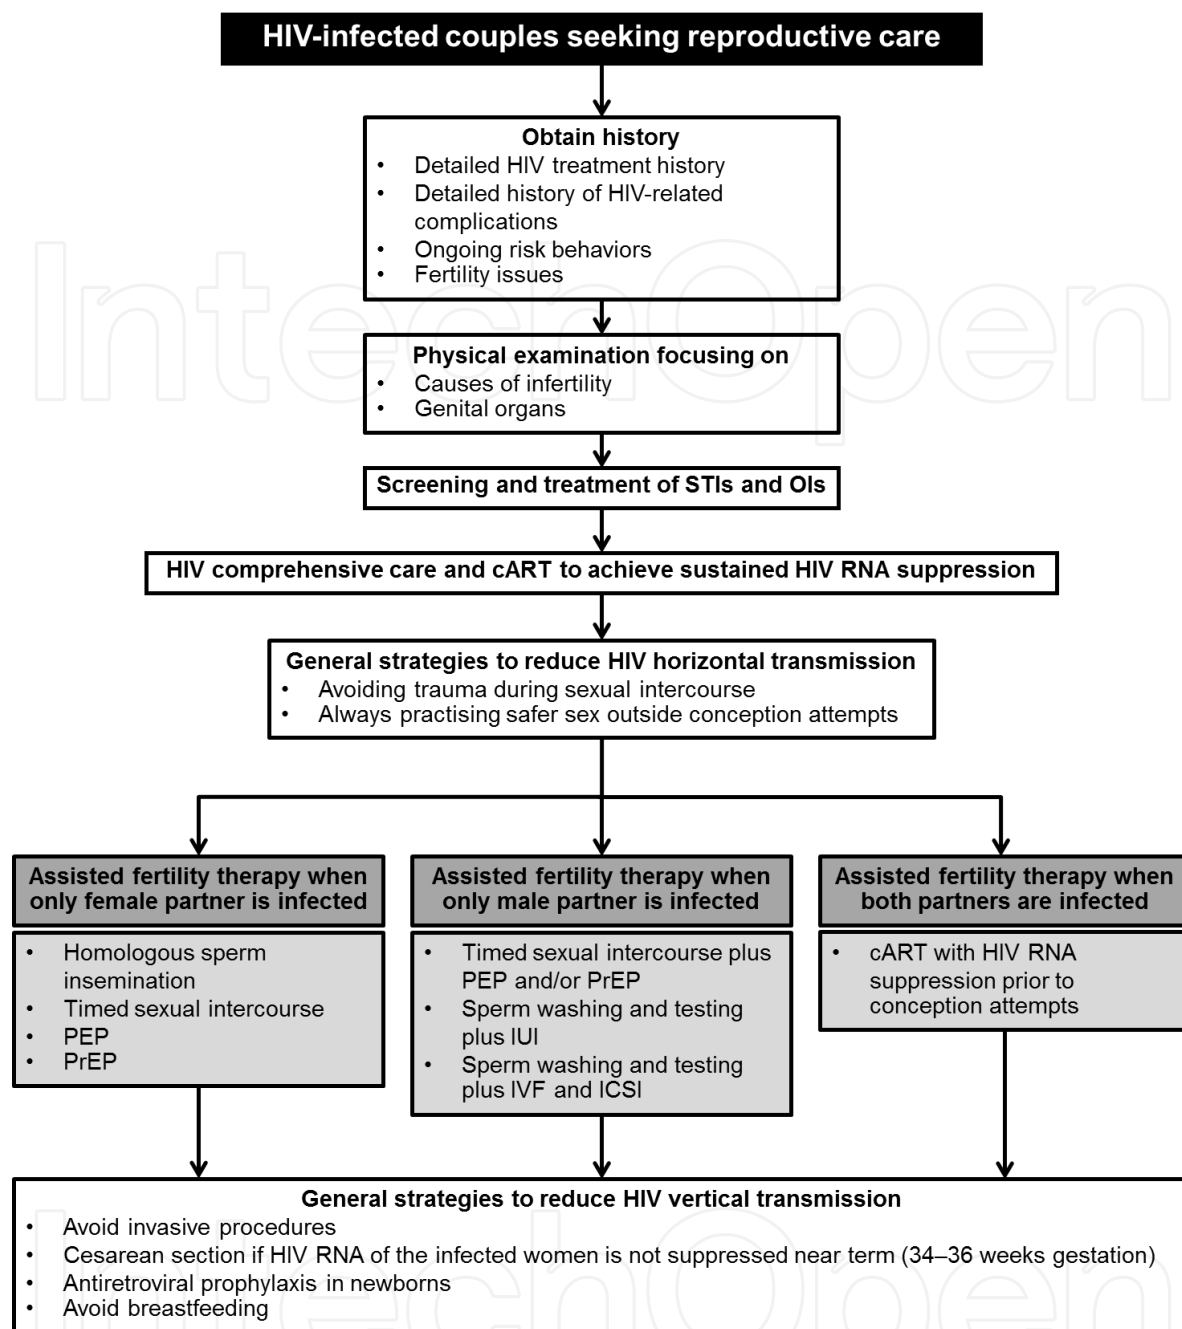 HIV-infected couples seeking reproductive care
Obtain history
• Detailed HIV treatment history
• Detailed history of HIV-related
complications
• Ongoing risk behaviors
• Fertility issues
Physical examination focusing on
• Causes of infertility
• Genital organs
Screening and treatment of STIs and OIs
HIV comprehensive care and cART to achieve sustained HIV RNA suppression
General strategies to reduce HIV horizontal transmission
• Avoiding trauma during sexual intercourse
• Always practising safer sex outside conception attempts
Assisted fertility therapy when
only female partner is infected
• Homologous sperm
insemination
• Timed sexual intercourse
• PEP
• PrEP
Assisted fertility therapy when
only male partner is infected
• Timed sexual intercourse plus
PEP and/or PrEP
• Sperm washing and testing
plus IUI
• Sperm washing and testing
plus IVF and ICSI
Assisted fertility therapy when
both partners are infected
• cART with HIV RNA
suppression prior to
conception attempts
General strategies to reduce HIV vertical transmission
• Avoid invasive procedures
• Cesarean section if HIV RNA of the infected women is not suppressed near term (34–36 weeks gestation)
• Antiretroviral prophylaxis in newborns
• Avoid breastfeeding
IntechOpen
IntechOpen